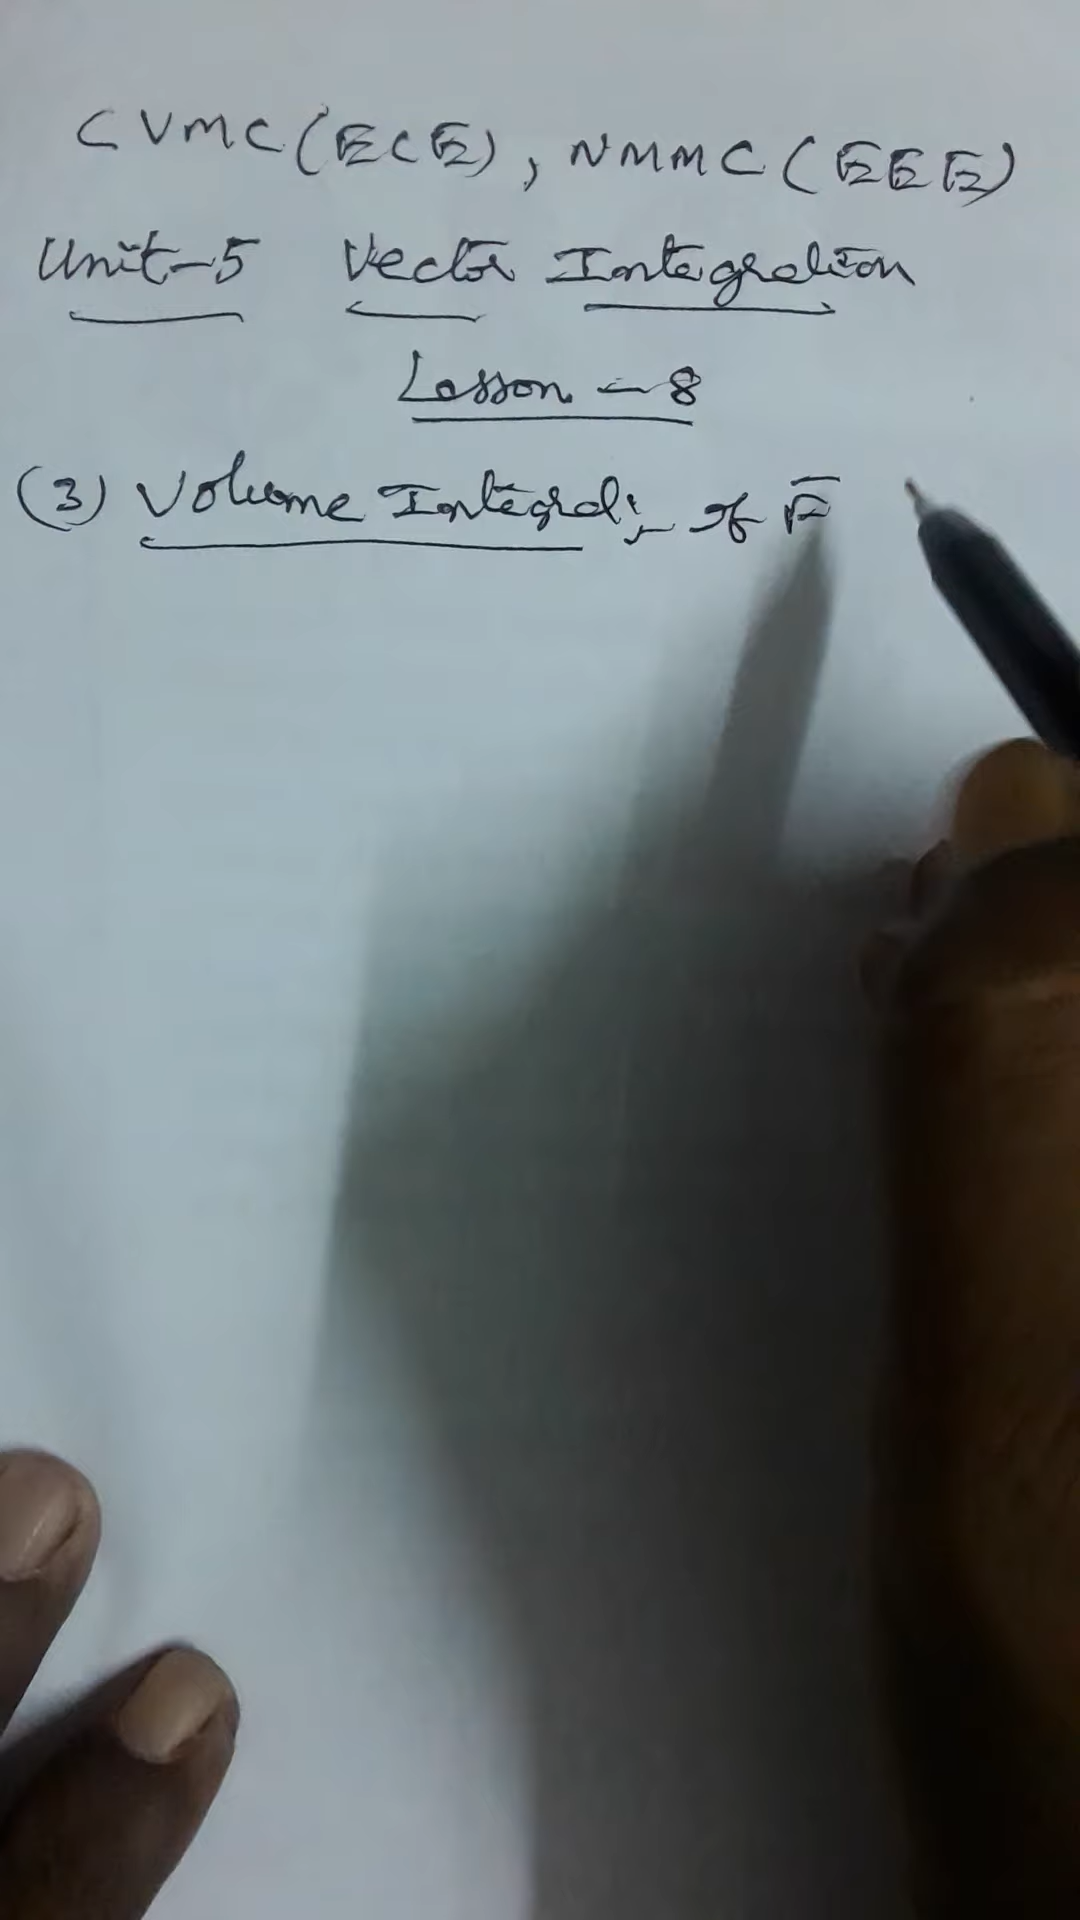 CVMC (ECE), NMMC (EEE)
Unit-5 Vector Integration
Lesson - 8
(3) Volume Integral:- of F̅